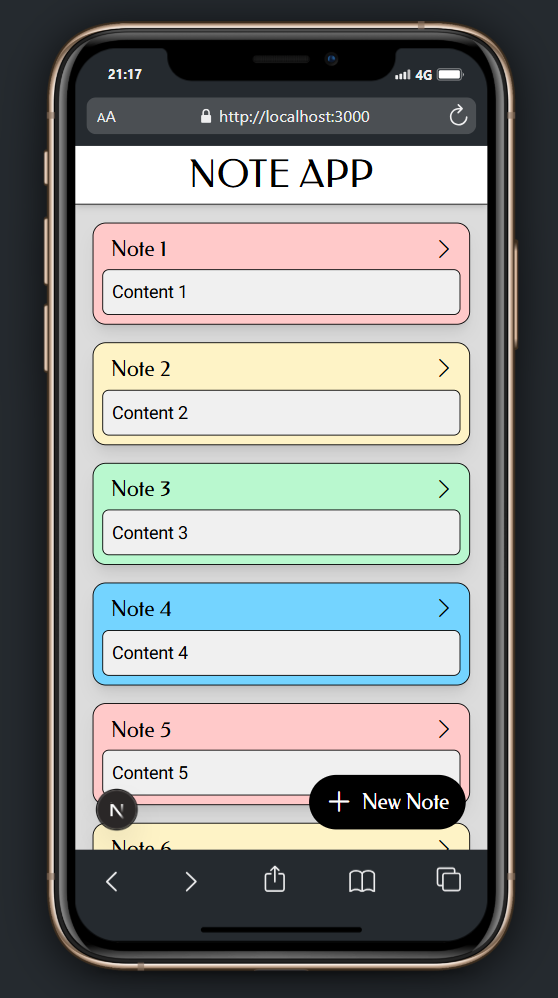 21:17
4G
AA
http://localhost:3000
NOTE APP
Note 1
Content 1
Note 2
Content 2
Note 3
Content 3
Note 4
Content 4
Note 5
Content 5
New Note
N
Note 6